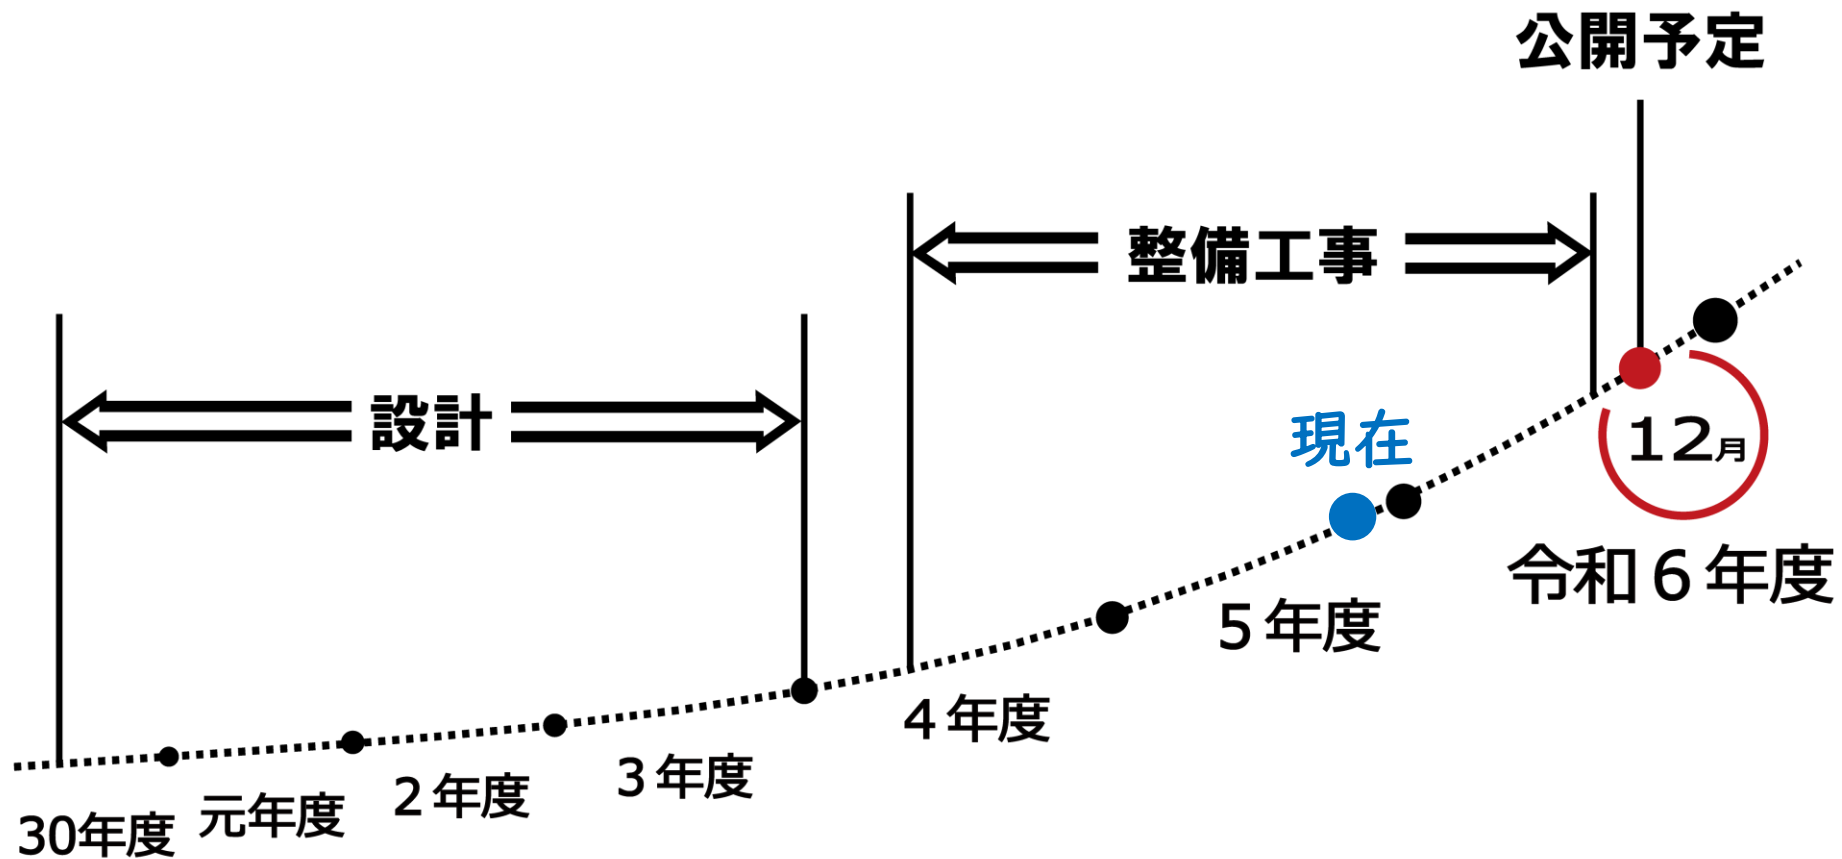 公開予定
整備工事
設計
現在
12月
令和6年度
5年度
4年度
3年度
2年度
元年度
30年度